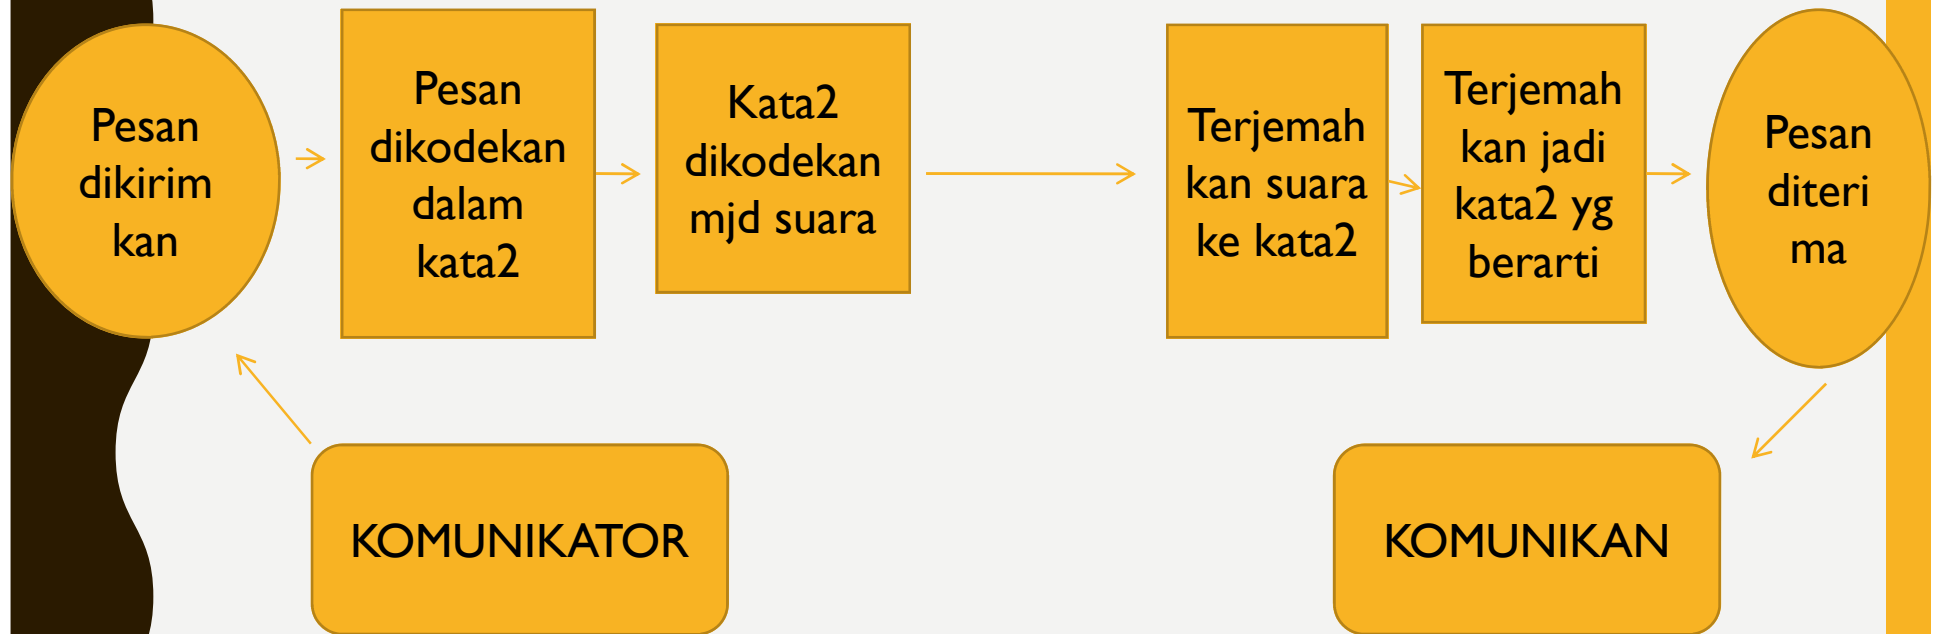 Pesan
dikirim
kan
Pesan
dikodekan
dalam
kata2
Kata2
dikodekan
mjd suara
Terjemah
kan suara
ke kata2
Terjemah
kan jadi
kata2 yg
berarti
Pesan
diteri
ma
KOMUNIKATOR
KOMUNIKAN